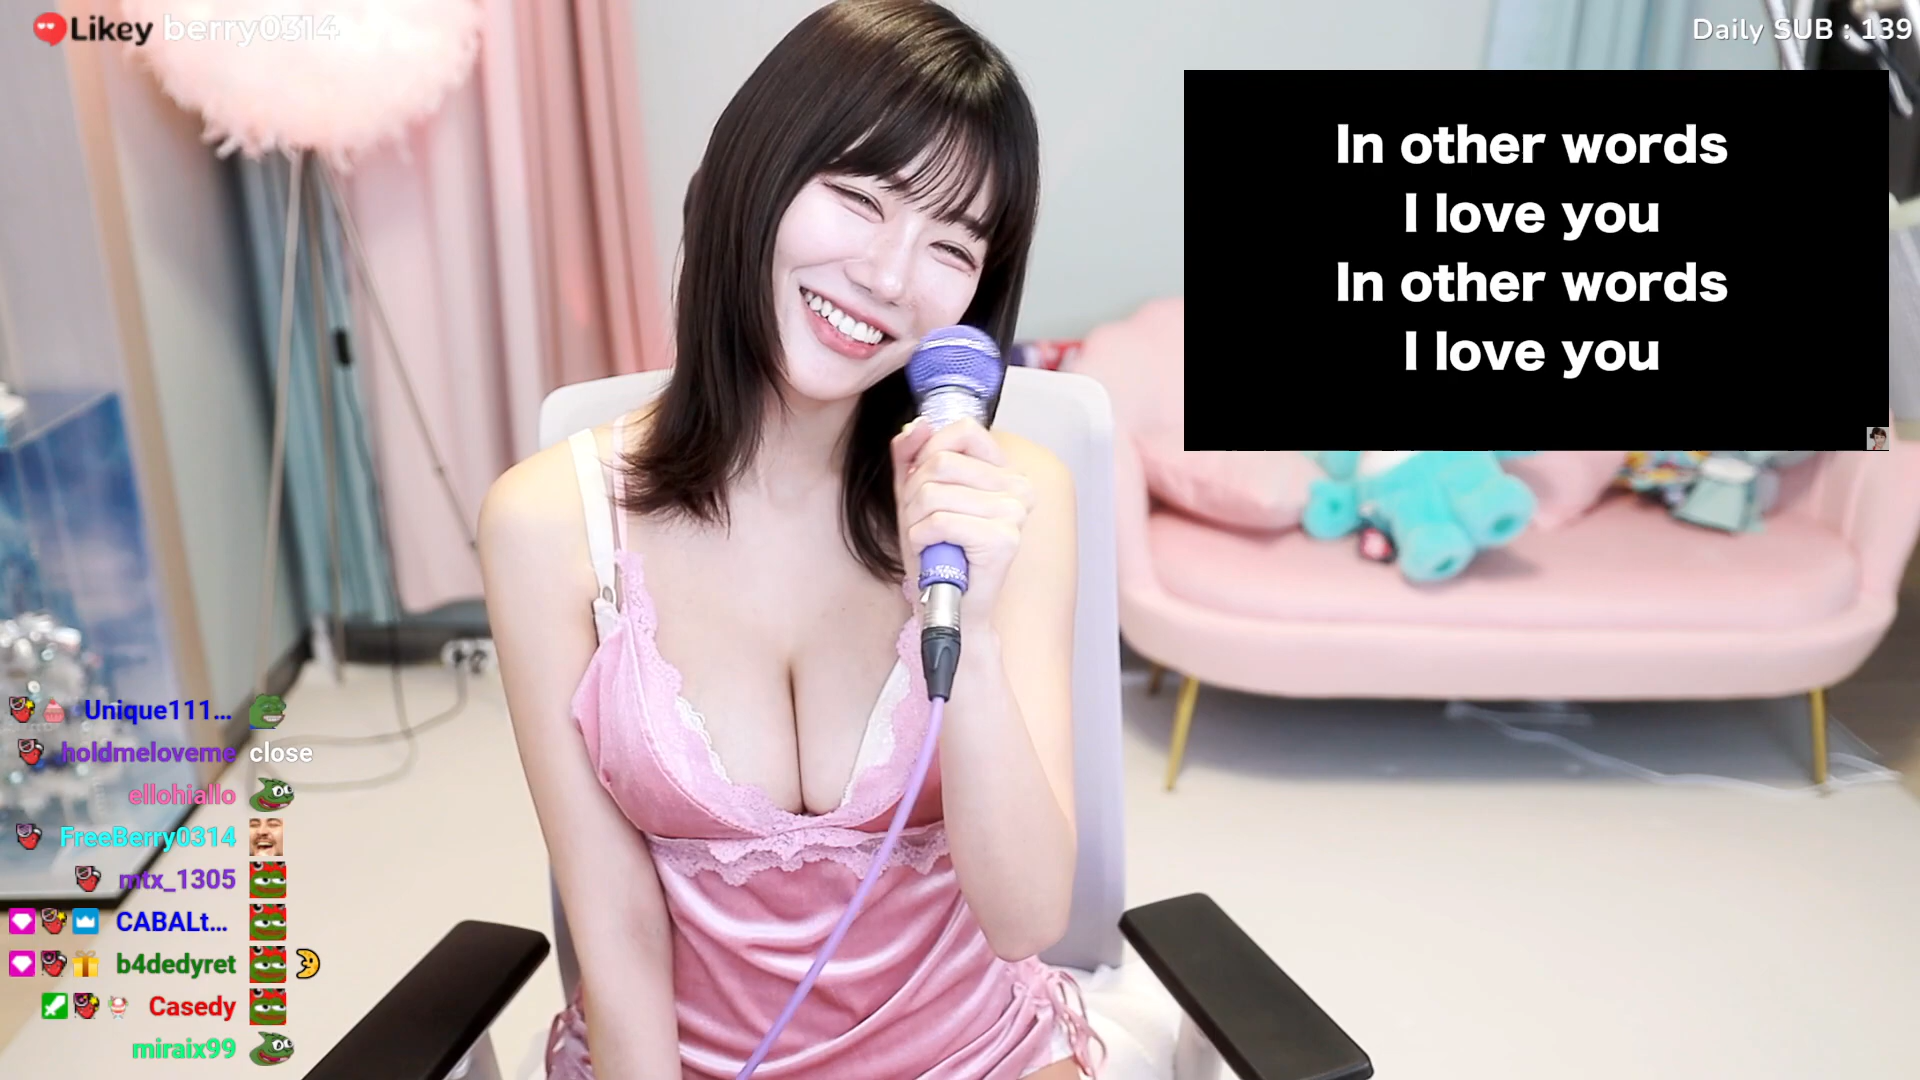 Likey berry0314
Daily SUB : 139
In other words
I love you
In other words
I love you
Unique111...
holdmeloveme close
ellohiallo
FreeBerry0314
mtx_1305
CABALt...
b4dedyret
Casedy
miraix99